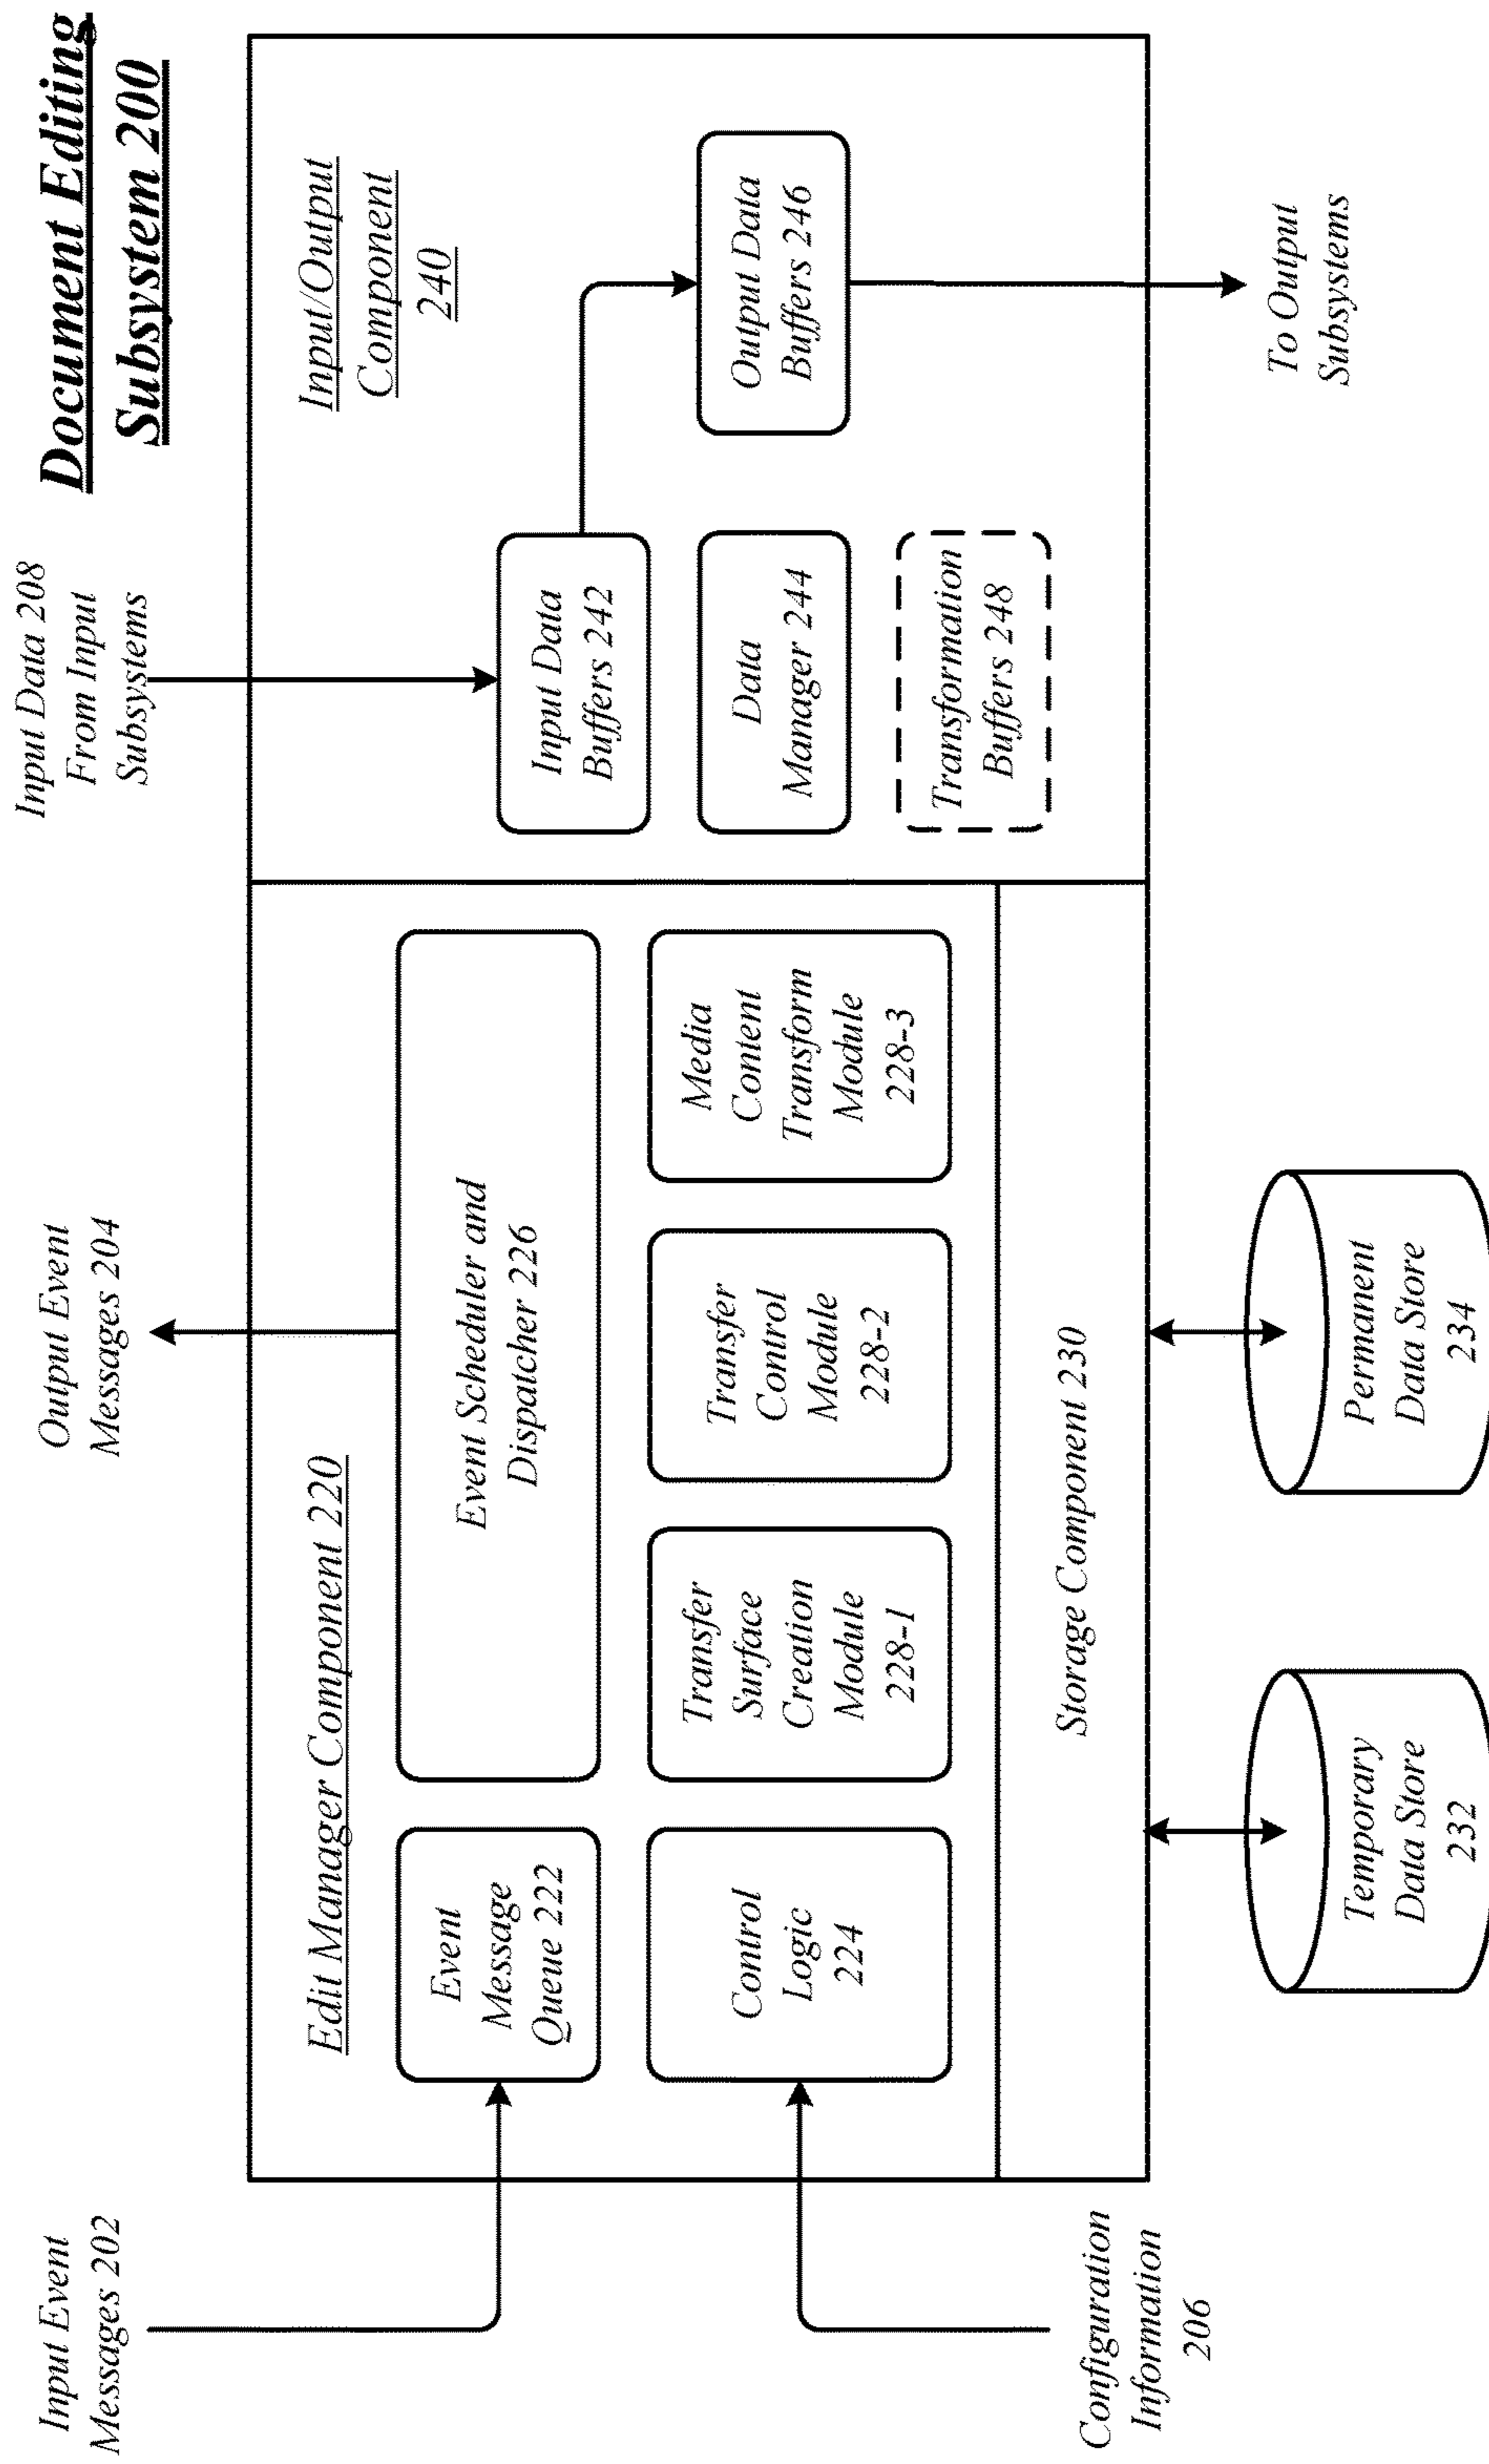 Document Editing
Subsystem 200
Input Event
Messages 202
Output Event
Messages 204
Input Data 208
From Input
Subsystems
Edit Manager Component 220
Event
Message
Queue 222
Event Scheduler and
Dispatcher 226
Control
Logic
224
Transfer
Surface
Creation
Module
228-1
Transfer
Control
Module
228-2
Media
Content
Transform
Module
228-3
Input/Output
Component
240
Input Data
Buffers 242
Data
Manager 244
Transformation
Buffers 248
Output Data
Buffers 246
Storage Component 230
Configuration
Information
206
Temporary
Data Store
232
Permanent
Data Store
234
To Output
Subsystems